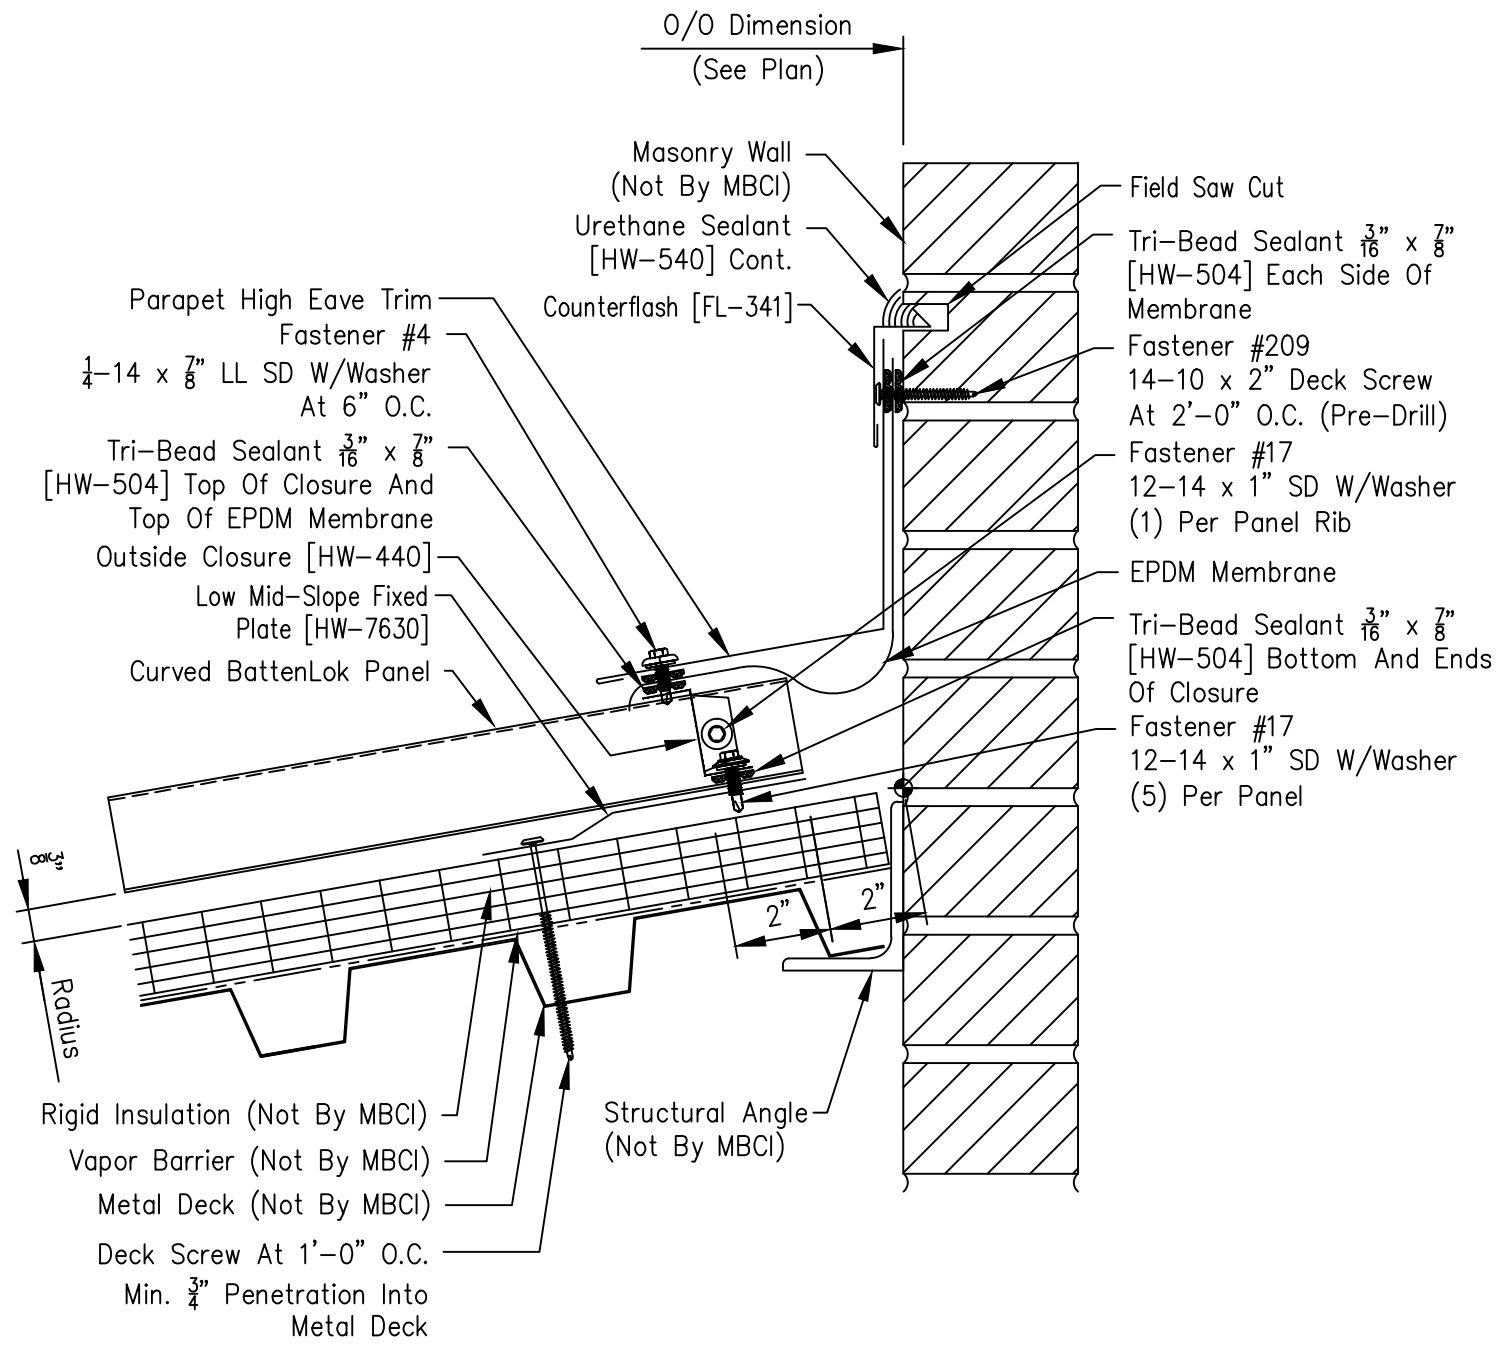 O/O Dimension
(See Plan)
Masonry Wall
(Not By MBCI)
Urethane Sealant
[HW-540] Cont.
Counterflash [FL-341]
Parapet High Eave Trim
Fastener #4
1/4-14 x 7/8" LL SD W/Washer
At 6" O.C.
Tri-Bead Sealant 3/16" x 7/8"
[HW-504] Top Of Closure And
Top Of EPDM Membrane
Outside Closure [HW-440]
Low Mid-Slope Fixed
Plate [HW-7630]
Curved BattenLok Panel
Field Saw Cut
Tri-Bead Sealant 3/16" x 7/8"
[HW-504] Each Side Of
Membrane
Fastener #209
14-10 x 2" Deck Screw
At 2'-0" O.C. (Pre-Drill)
Fastener #17
12-14 x 1" SD W/Washer
(1) Per Panel Rib
EPDM Membrane
Tri-Bead Sealant 3/16" x 7/8"
[HW-504] Bottom And Ends
Of Closure
Fastener #17
12-14 x 1" SD W/Washer
(5) Per Panel
3/8"
Radius
2"
2"
Rigid Insulation (Not By MBCI)
Vapor Barrier (Not By MBCI)
Metal Deck (Not By MBCI)
Deck Screw At 1'-0" O.C.
Min. 3/4" Penetration Into
Metal Deck
Structural Angle
(Not By MBCI)